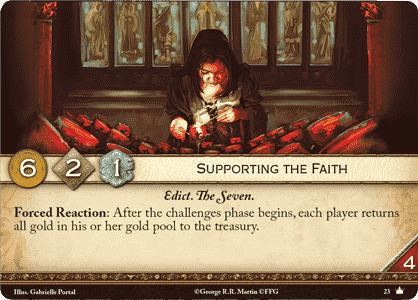 6 2 1 Supporting the Faith
Edict. The Seven.
Forced Reaction: After the challenges phase begins, each player returns
all gold in his or her gold pool to the treasury.
4
Illus. Gabrielle Portal ©George R.R. Martin ©FFG 23